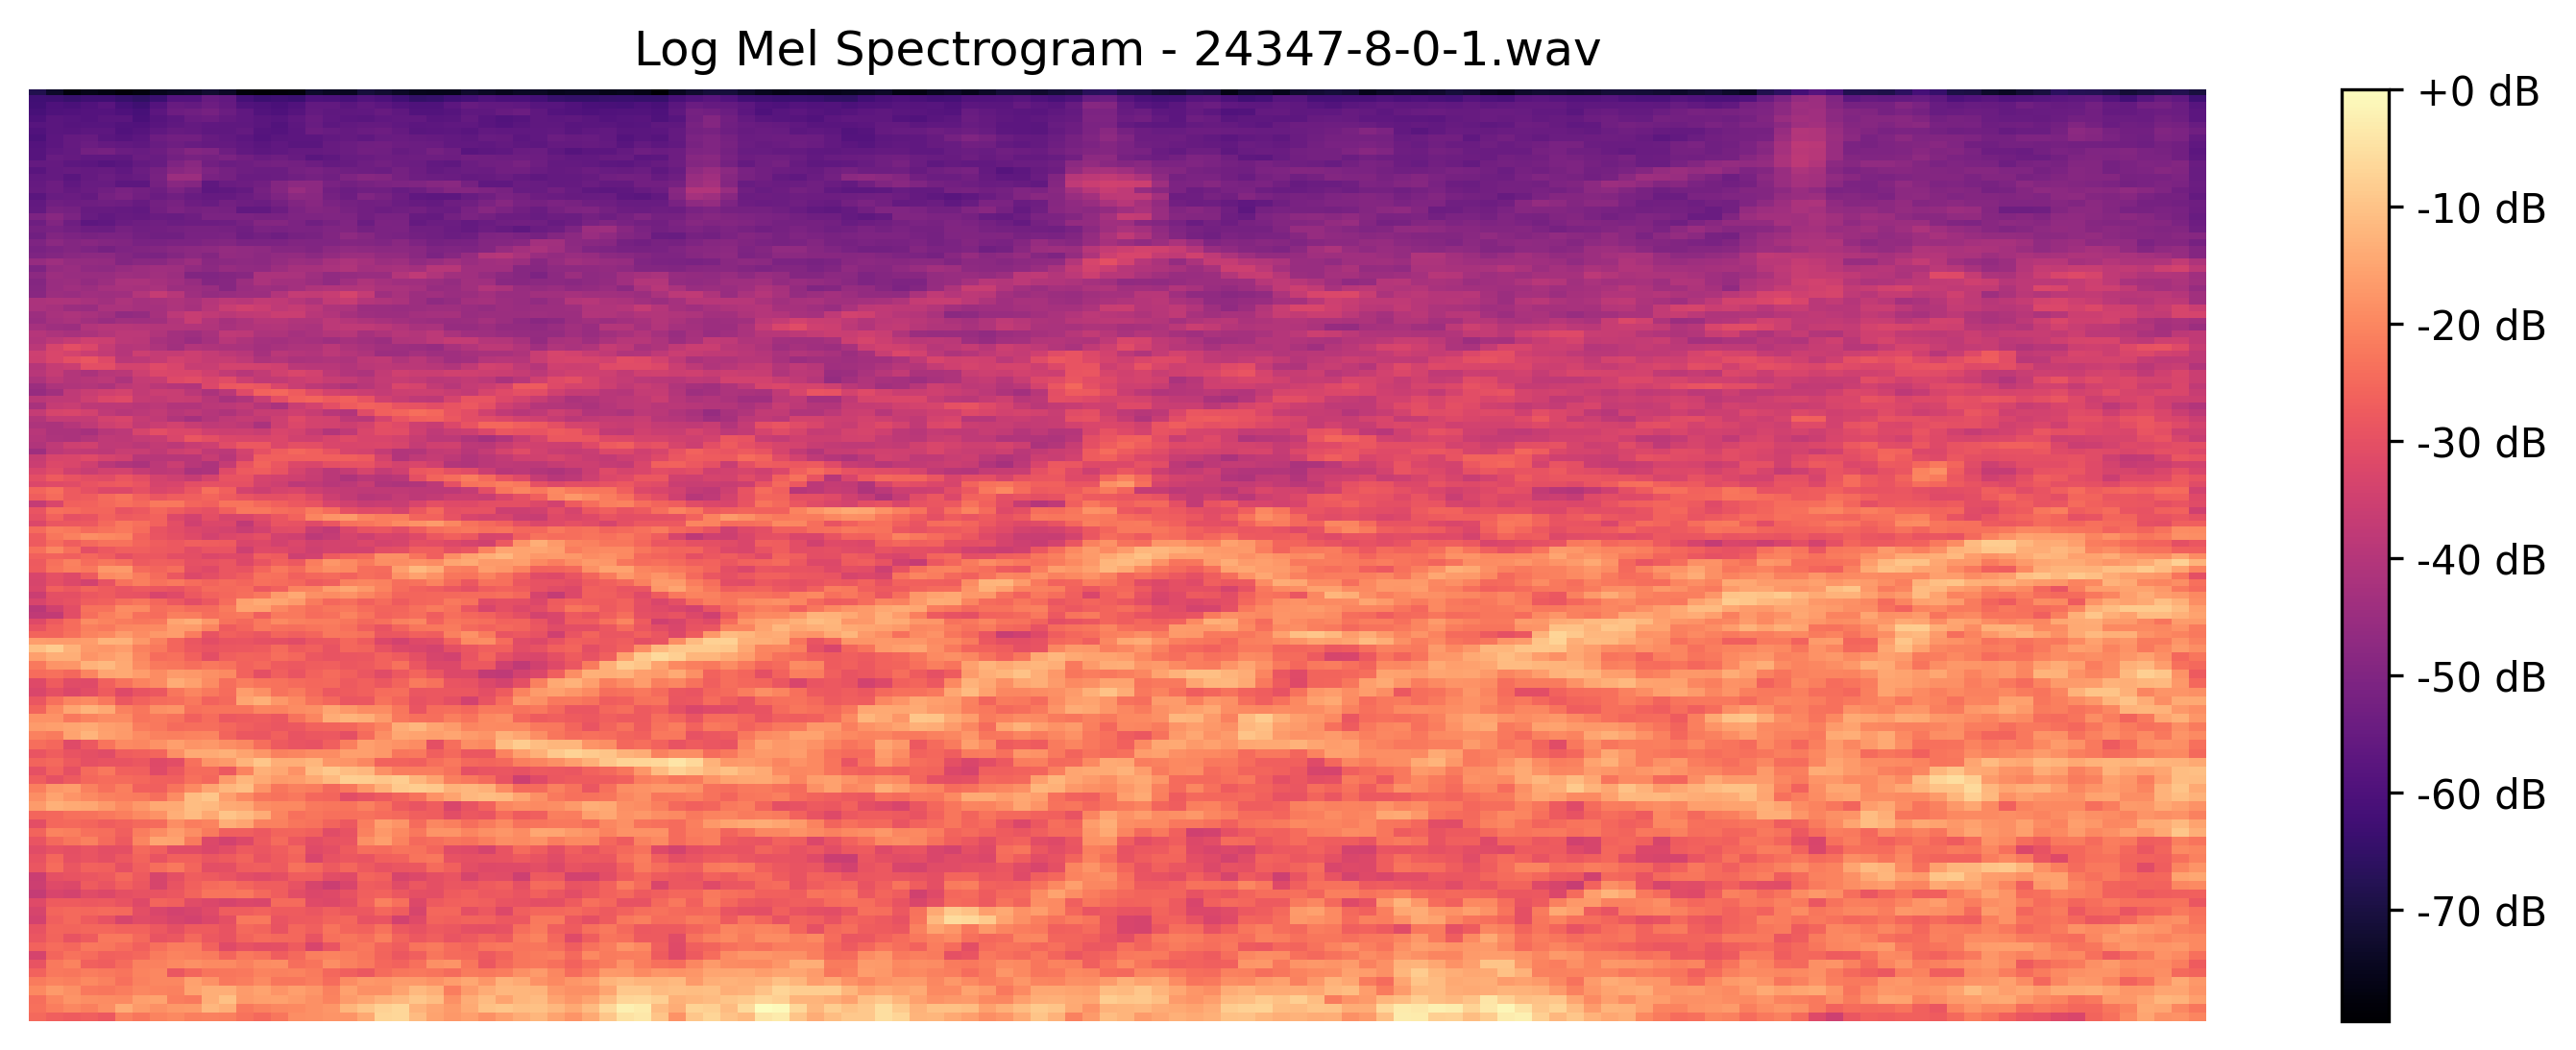 Log Mel Spectrogram - 24347-8-0-1.wav
+0 dB
-10 dB
-20 dB
-30 dB
-40 dB
-50 dB
-60 dB
-70 dB